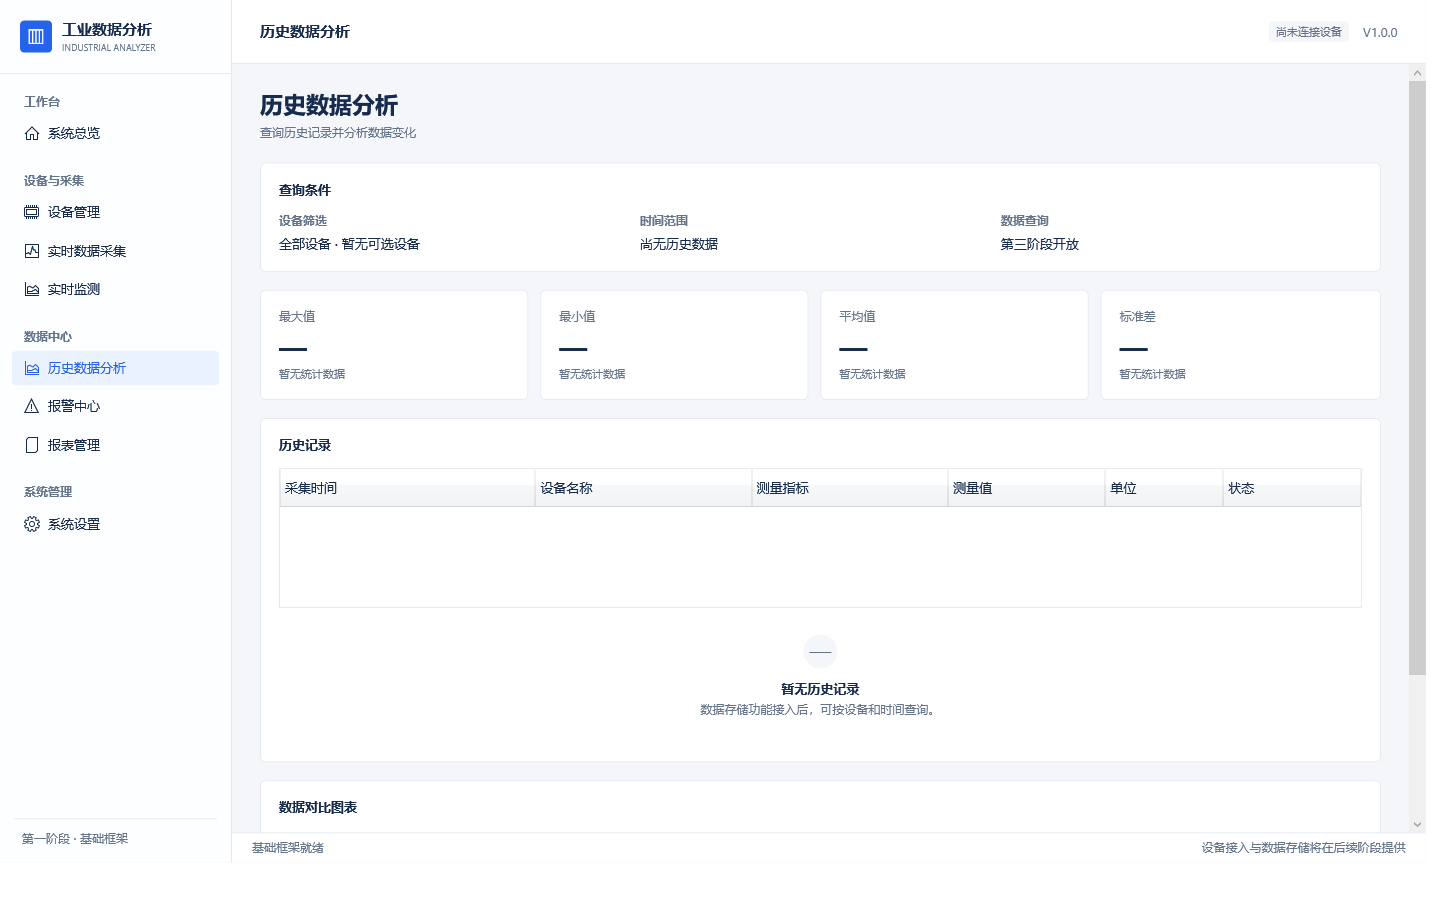 工业数据分析
INDUSTRIAL ANALYZER
工作台
系统总览
设备与采集
设备管理
实时数据采集
实时监测
数据中心
历史数据分析
报警中心
报表管理
系统管理
系统设置
第一阶段 · 基础框架
历史数据分析
尚未连接设备
V1.0.0
历史数据分析
查询历史记录并分析数据变化
查询条件
设备筛选
时间范围
数据查询
全部设备 · 暂无可选设备
尚无历史数据
第三阶段开放
最大值
最小值
平均值
标准差
—
—
—
—
暂无统计数据
暂无统计数据
暂无统计数据
暂无统计数据
历史记录
采集时间
设备名称
测量指标
测量值
单位
状态
—
暂无历史记录
数据存储功能接入后，可按设备和时间查询。
数据对比图表
基础框架就绪
设备接入与数据存储将在后续阶段提供